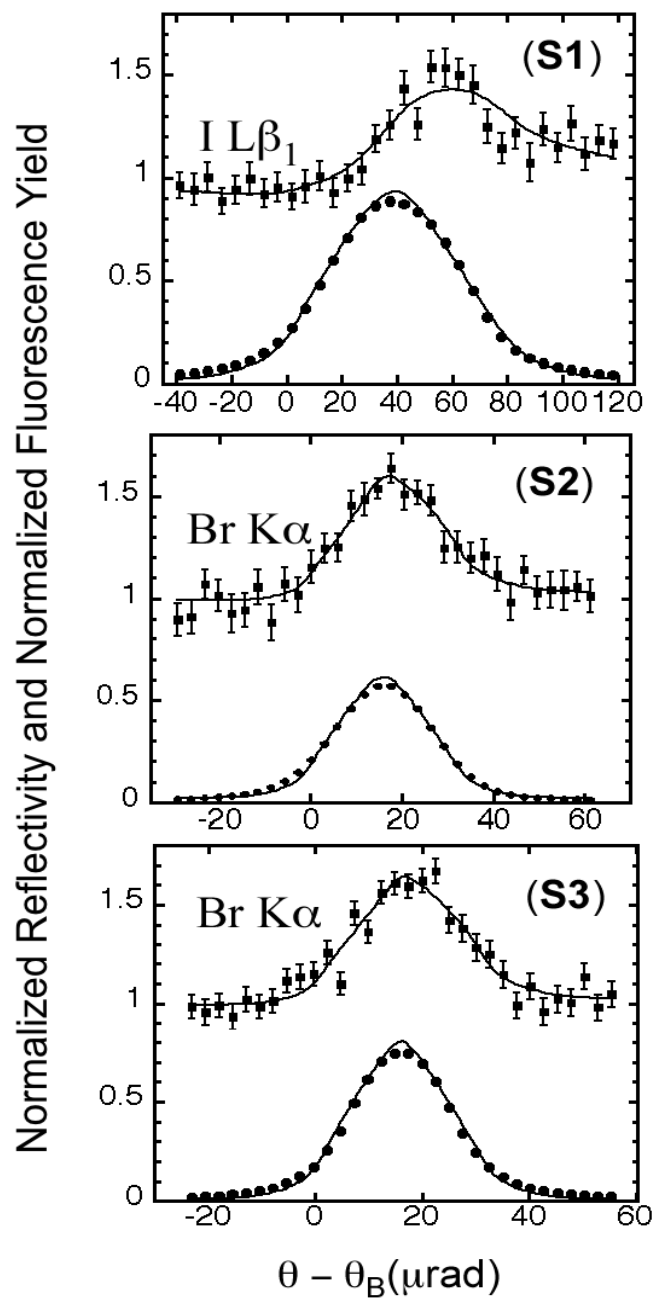 Normalized Reflectivity and Normalized Fluorescence Yield
(S1)
I Lβ₁
1.5
1
0.5
0
-40 -20 0 20 40 60 80 100 120
(S2)
Br Kα
1.5
1
0.5
0
-20 0 20 40 60
(S3)
Br Kα
1.5
1
0.5
0
-20 0 20 40 60
θ – θB(μrad)